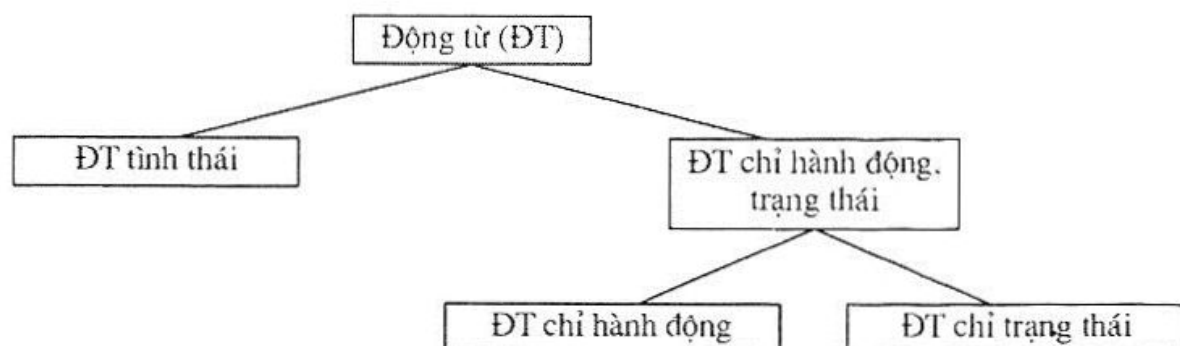 Động từ (ĐT)
ĐT tình thái
ĐT chỉ hành động,
trạng thái
ĐT chỉ hành động
ĐT chỉ trạng thái